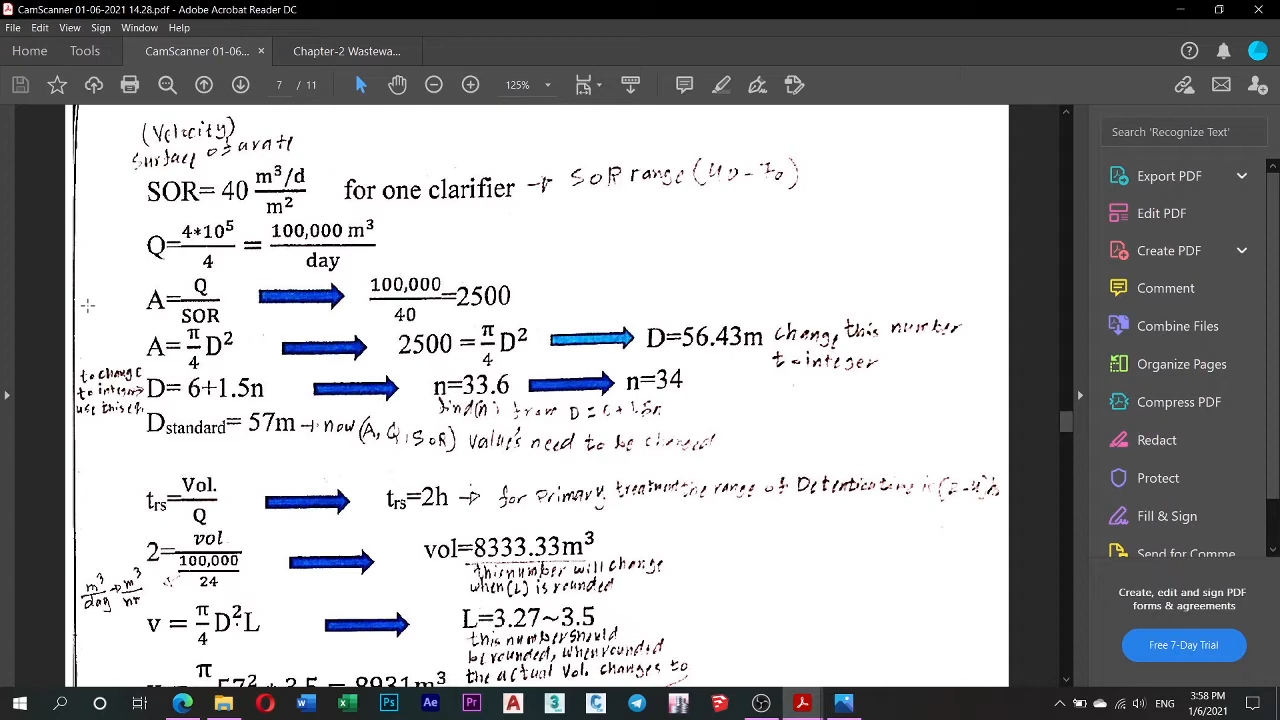 CamScanner 01-06-2021 14.28.pdf - Adobe Acrobat Reader DC
File Edit View Sign Window Help
Home Tools CamScanner 01-06... × Chapter-2 Wastewa...
7 / 11 125%
(Velocity)
surface
SOR= 40 m³/d / m² for one clarifier → SOR range (40-70)
Q= 4*10⁵ / 4 = 100,000 m³ / day
A= Q / SOR 100,000 / 40 =2500
A= π/4 D² 2500 = π/4 D² D=56.43m change this number
to integer
to change
to integer
use this
D= 6+1.5n n=33.6 n=34
find(n) from D = 6+1.5n
Dstandard= 57m → now (A, Q, SOR) value's need to be changed
trs= Vol. / Q trs=2h → for primary treatment the range of is (2-4)h
2= vol / 100,000 / 24 vol=8333.33m³
m³/day → m³/hr
this number will change
when (L) is rounded
v = π/4 D².L L=3.27~3.5
this number should
be rounded, when rounded
the actual vol. changes to
π
57² * 3.5 = 8931m³
Search 'Recognize Text'
Export PDF
Edit PDF
Create PDF
Comment
Combine Files
Organize Pages
Compress PDF
Redact
Protect
Fill & Sign
Send for Comme
Create, edit and sign PDF
forms & agreements
Free 7-Day Trial
ENG 3:58 PM
1/6/2021